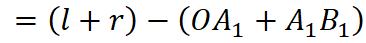 = (l + r) − (OA₁ + A₁B₁)